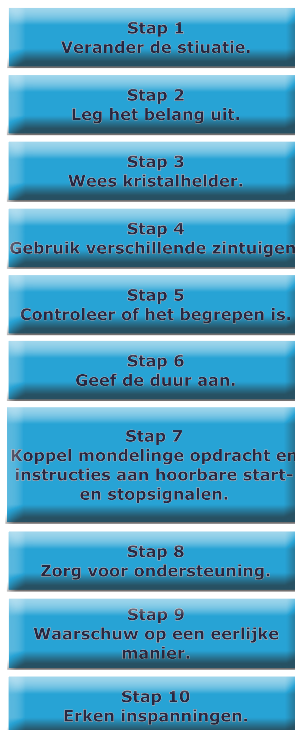 Stap 1
Verander de stiuatie.
Stap 2
Leg het belang uit.
Stap 3
Wees kristalhelder.
Stap 4
Gebruik verschillende zintuigen
Stap 5
Controleer of het begrepen is.
Stap 6
Geef de duur aan.
Stap 7
Koppel mondelinge opdracht en
instructies aan hoorbare start-
en stopsignalen.
Stap 8
Zorg voor ondersteuning.
Stap 9
Waarschuw op een eerlijke
manier.
Stap 10
Erken inspanningen.